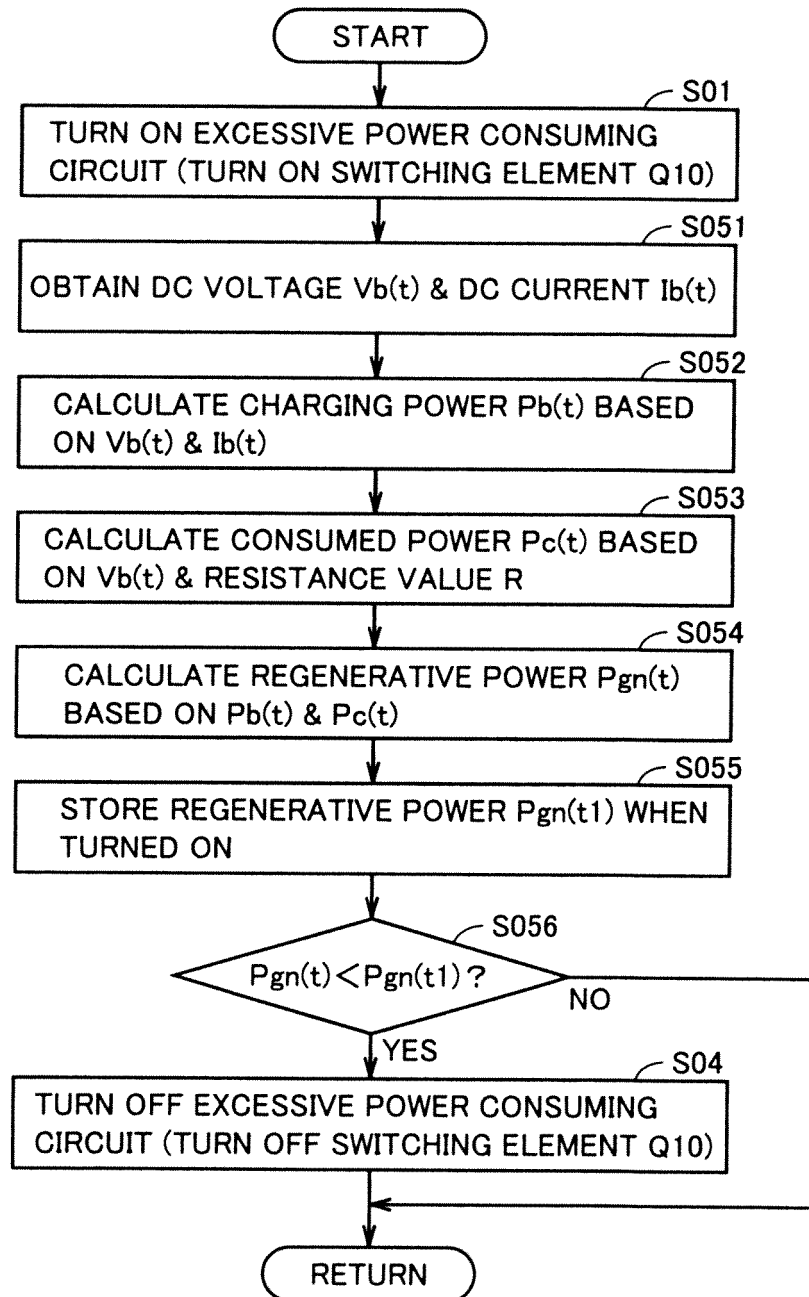 START
S01
TURN ON EXCESSIVE POWER CONSUMING
CIRCUIT (TURN ON SWITCHING ELEMENT Q10)
S051
OBTAIN DC VOLTAGE Vb(t) & DC CURRENT Ib(t)
S052
CALCULATE CHARGING POWER Pb(t) BASED
ON Vb(t) & Ib(t)
S053
CALCULATE CONSUMED POWER Pc(t) BASED
ON Vb(t) & RESISTANCE VALUE R
S054
CALCULATE REGENERATIVE POWER Pgn(t)
BASED ON Pb(t) & Pc(t)
S055
STORE REGENERATIVE POWER Pgn(t1) WHEN
TURNED ON
S056
Pgn(t)<Pgn(t1)?
NO
YES
S04
TURN OFF EXCESSIVE POWER CONSUMING
CIRCUIT (TURN OFF SWITCHING ELEMENT Q10)
RETURN